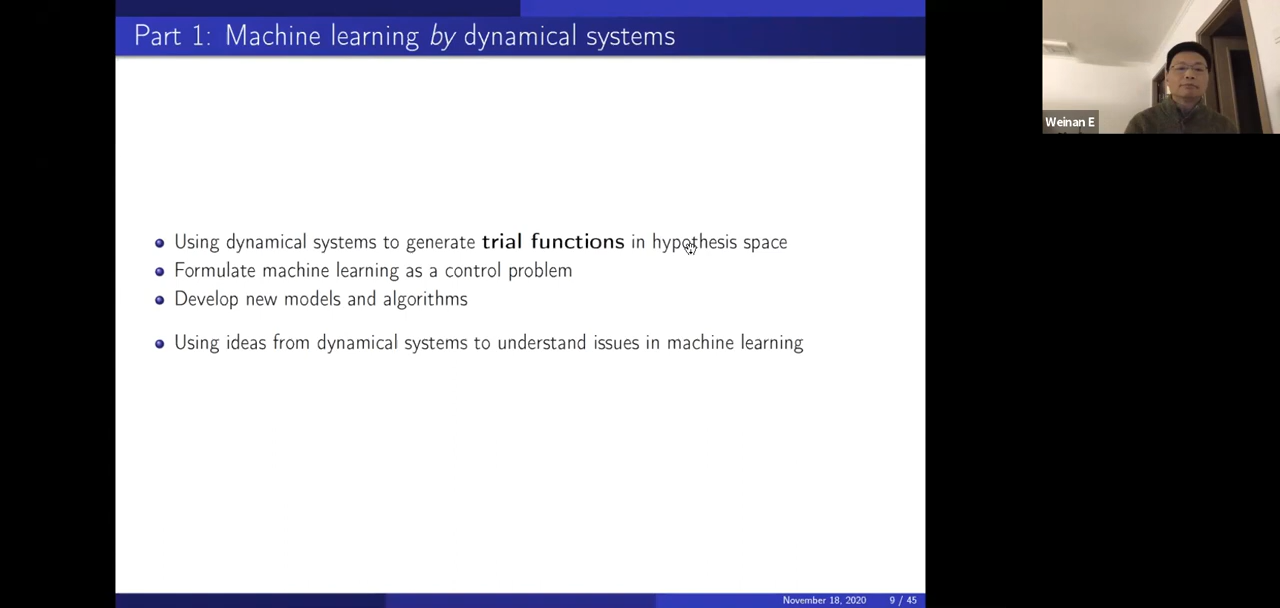 Part 1: Machine learning by dynamical systems
Weinan E
Using dynamical systems to generate trial functions in hypothesis space
Formulate machine learning as a control problem
Develop new models and algorithms
Using ideas from dynamical systems to understand issues in machine learning
November 18, 2020 9 / 45